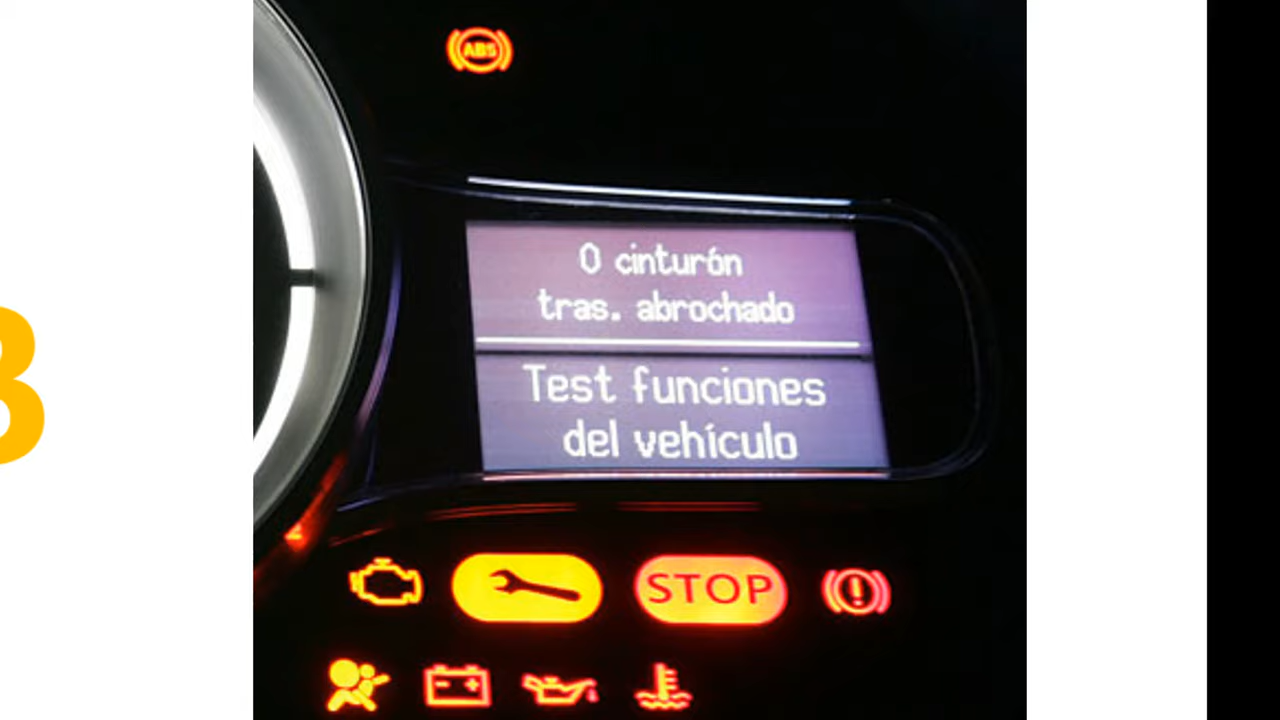 ABS
0 cinturón
tras. abrochado
Test funciones
del vehículo
STOP